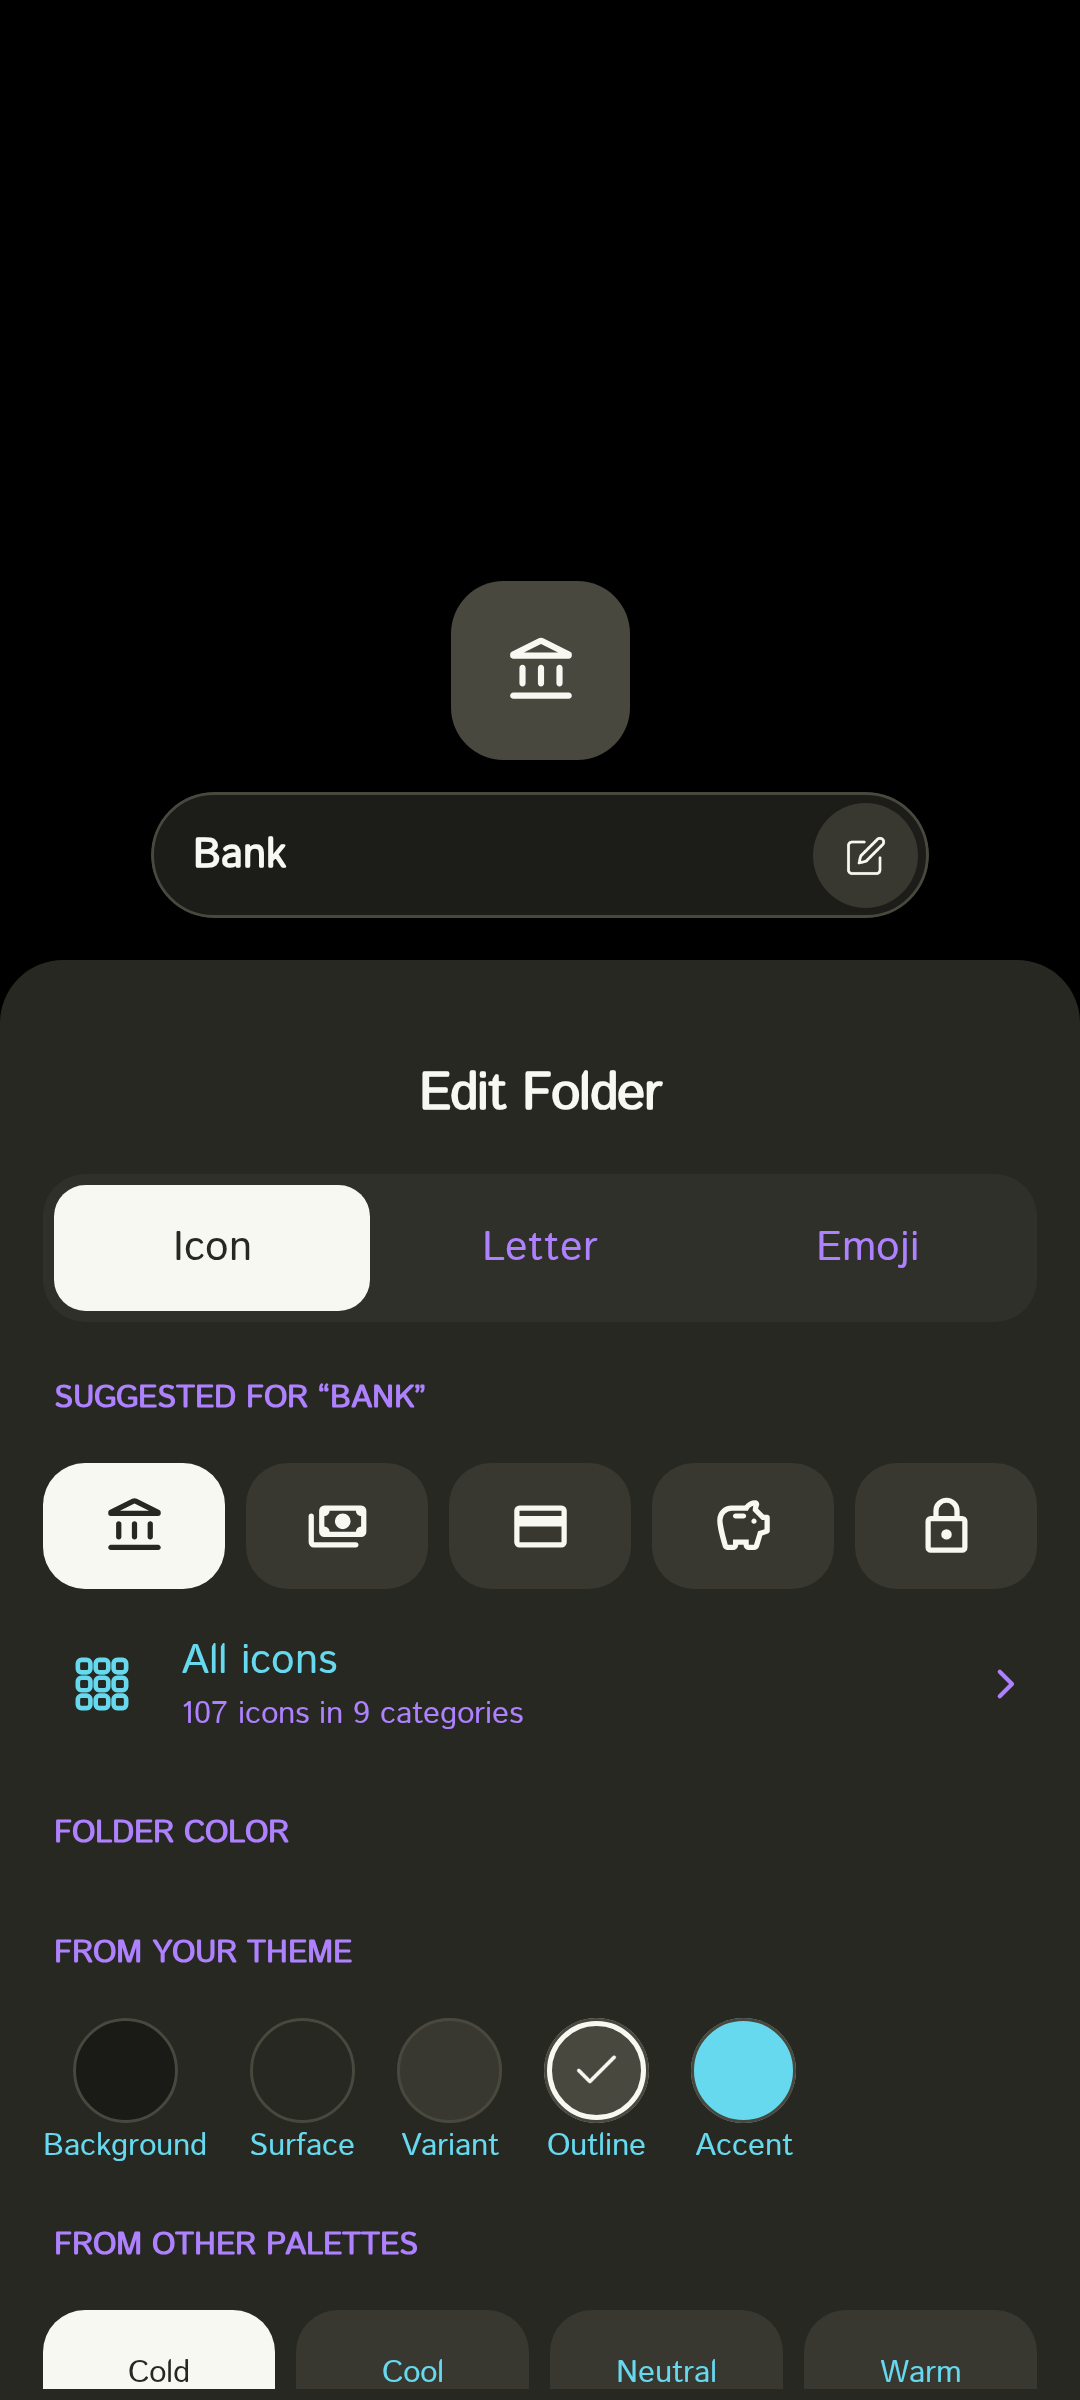 Bank
Edit Folder
Icon
Letter
Emoji
SUGGESTED FOR “BANK”
All icons
107 icons in 9 categories
FOLDER COLOR
FROM YOUR THEME
Background
Surface
Variant
Outline
Accent
FROM OTHER PALETTES
Cold
Cool
Neutral
Warm